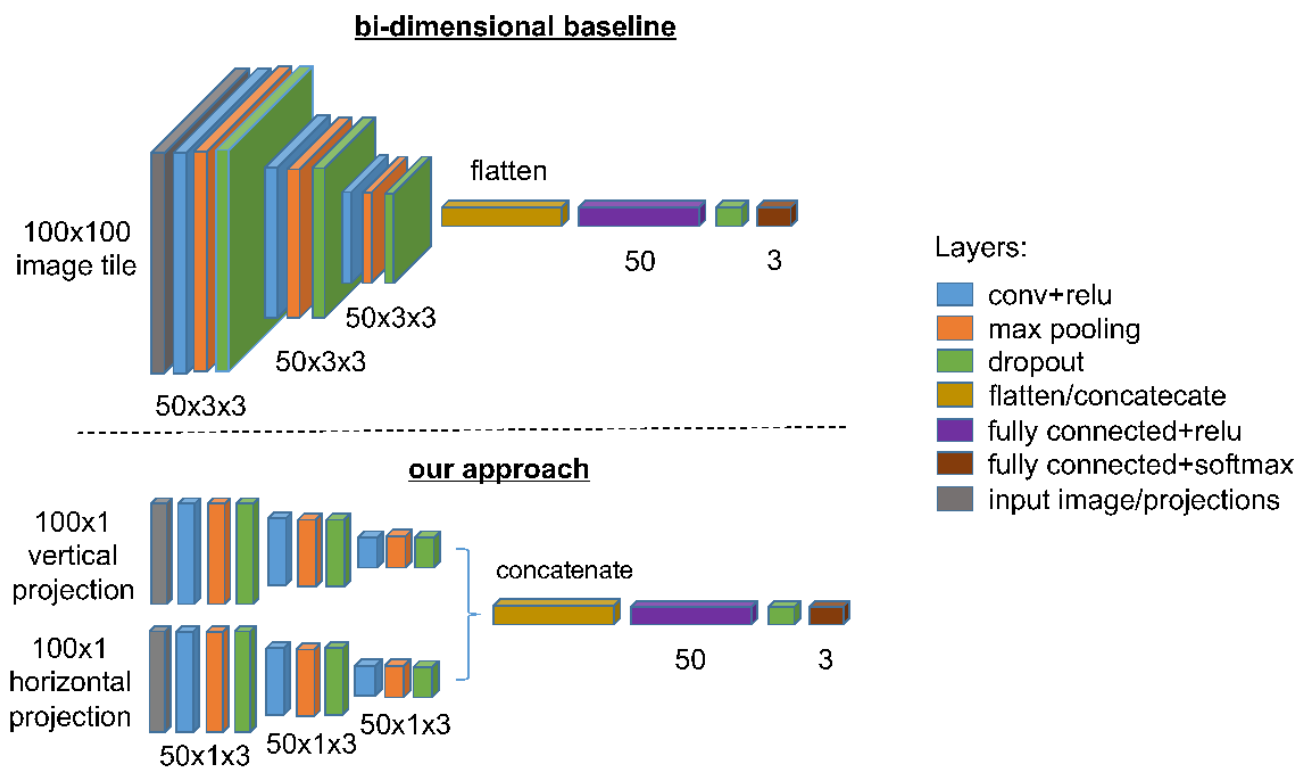 bi-dimensional baseline
flatten
100x100
image tile
50
3
50x3x3
50x3x3
50x3x3
Layers:
conv+relu
max pooling
dropout
flatten/concatecate
fully connected+relu
fully connected+softmax
input image/projections
our approach
100x1
vertical
projection
concatenate
100x1
horizontal
projection
50
3
50x1x3
50x1x3
50x1x3